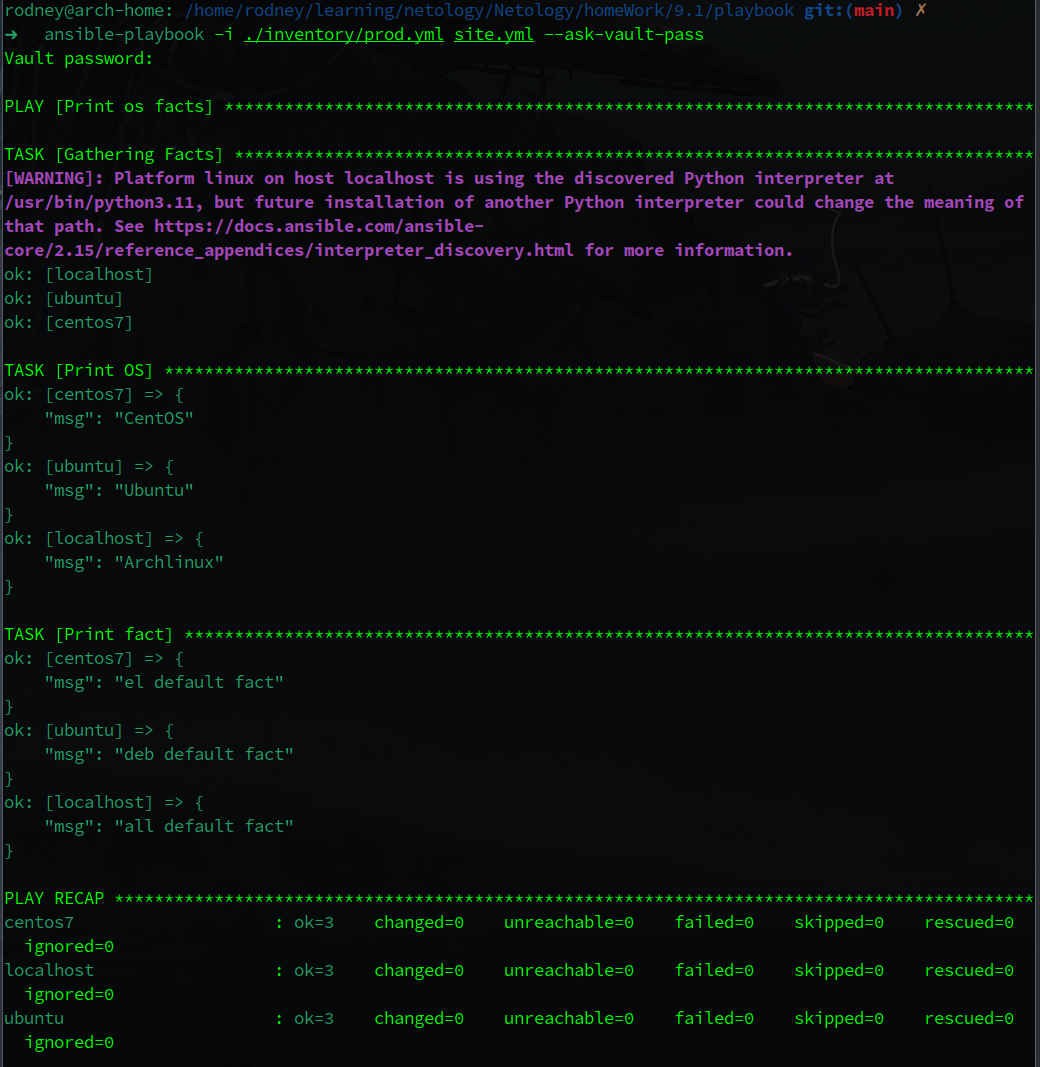 rodney@arch-home: /home/rodney/learning/netology/Netology/homeWork/9.1/playbook git:(main) ✗
➜   ansible-playbook -i ./inventory/prod.yml site.yml --ask-vault-pass
Vault password:
PLAY [Print os facts] *********************************************************************************
TASK [Gathering Facts] ********************************************************************************
[WARNING]: Platform linux on host localhost is using the discovered Python interpreter at
/usr/bin/python3.11, but future installation of another Python interpreter could change the meaning of
that path. See https://docs.ansible.com/ansible-
core/2.15/reference_appendices/interpreter_discovery.html for more information.
ok: [localhost]
ok: [ubuntu]
ok: [centos7]
TASK [Print OS] ***************************************************************************************
ok: [centos7] => {
    "msg": "CentOS"
}
ok: [ubuntu] => {
    "msg": "Ubuntu"
}
ok: [localhost] => {
    "msg": "Archlinux"
}
TASK [Print fact] *************************************************************************************
ok: [centos7] => {
    "msg": "el default fact"
}
ok: [ubuntu] => {
    "msg": "deb default fact"
}
ok: [localhost] => {
    "msg": "all default fact"
}
PLAY RECAP ********************************************************************************************
centos7                    : ok=3    changed=0    unreachable=0    failed=0    skipped=0    rescued=0
  ignored=0
localhost                  : ok=3    changed=0    unreachable=0    failed=0    skipped=0    rescued=0
  ignored=0
ubuntu                     : ok=3    changed=0    unreachable=0    failed=0    skipped=0    rescued=0
  ignored=0